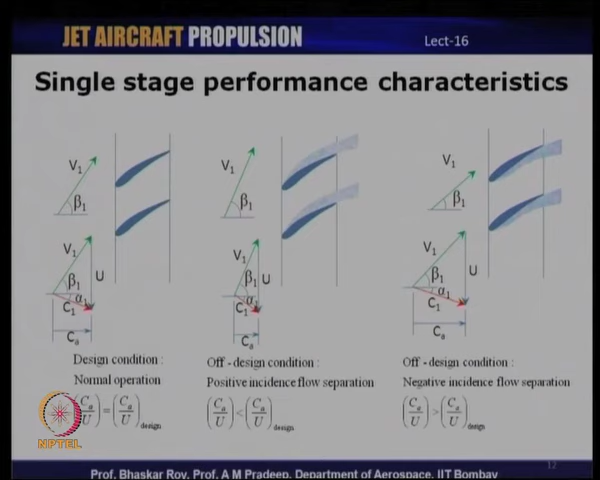 JET AIRCRAFT PROPULSION
Lect-16
Single stage performance characteristics
V₁
β₁
V₁
β₁
U
α₁
C₁
Cₐ
V₁
β₁
β₁
U
α₁
C₁
Cₐ
V₁
β₁
V₁
β₁
U
α₁
C₁
Cₐ
Design condition :
Normal operation
(Cₐ/U) = (Cₐ/U) design
Off - design condition :
Positive incidence flow separation
(Cₐ/U) < (Cₐ/U) design
Off - design condition :
Negative incidence flow separation
(Cₐ/U) > (Cₐ/U) design
NPTEL
12
Prof. Bhaskar Roy, Prof. A M Pradeep, Department of Aerospace, IIT Bombay